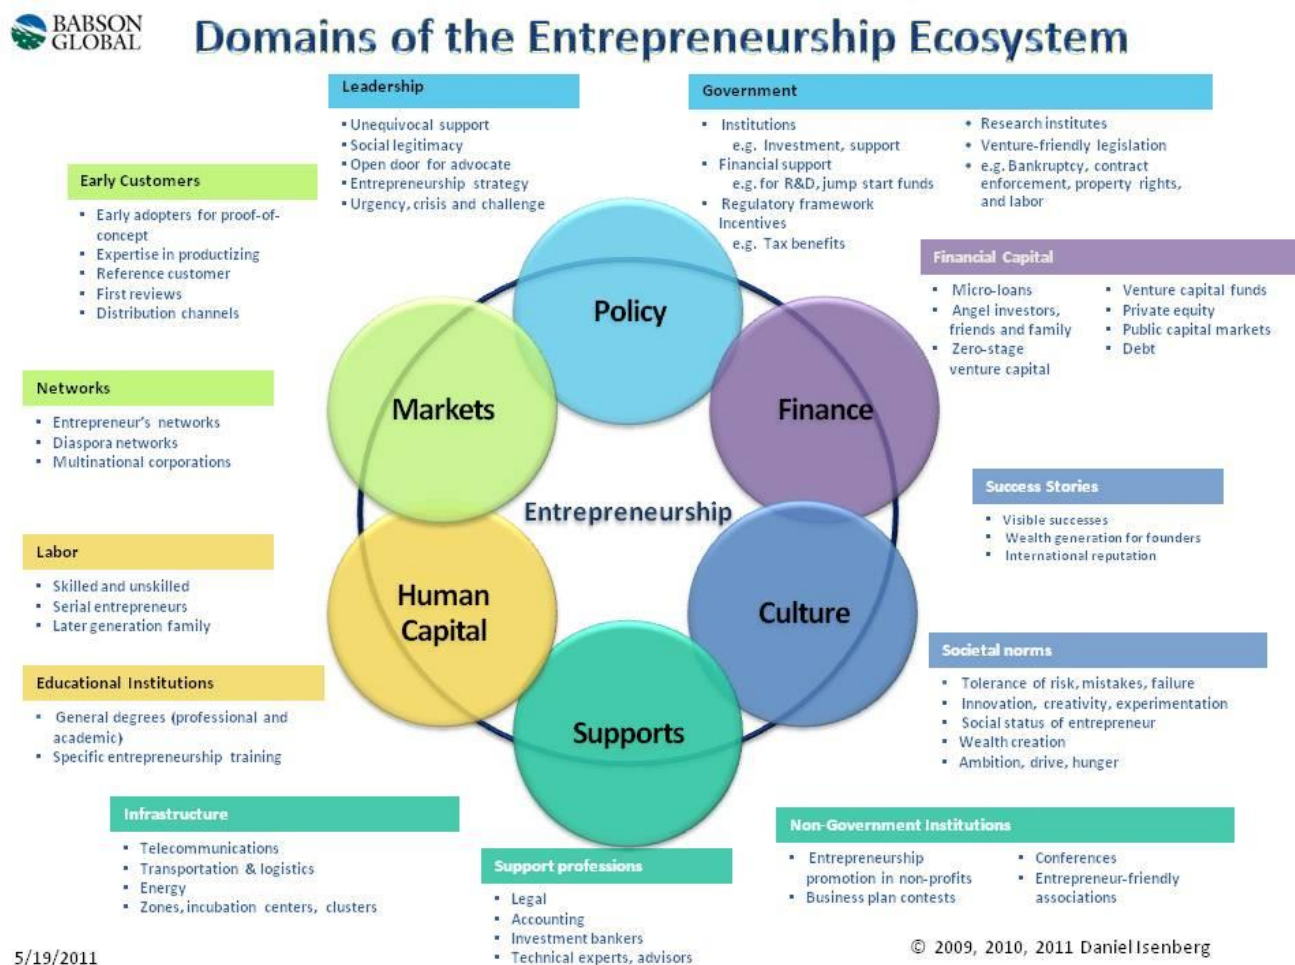 BABSON
GLOBAL
Domains of the Entrepreneurship Ecosystem
Leadership
▪ Unequivocal support
▪ Social legitimacy
▪ Open door for advocate
▪ Entrepreneurship strategy
▪ Urgency, crisis and challenge
Government
▪ Institutions
e.g. Investment, support
▪ Financial support
e.g. for R&D, jump start funds
▪ Regulatory framework
Incentives
e.g. Tax benefits
• Research institutes
• Venture-friendly legislation
• e.g. Bankruptcy, contract
enforcement, property rights,
and labor
Early Customers
▪ Early adopters for proof-of-
concept
▪ Expertise in productizing
▪ Reference customer
▪ First reviews
▪ Distribution channels
Financial Capital
▪ Micro-loans
▪ Angel investors,
friends and family
▪ Zero-stage
venture capital
▪ Venture capital funds
▪ Private equity
▪ Public capital markets
▪ Debt
Networks
▪ Entrepreneur's networks
▪ Diaspora networks
▪ Multinational corporations
Policy
Markets
Finance
Entrepreneurship
Human
Capital
Culture
Supports
Success Stories
▪ Visible successes
▪ Wealth generation for founders
▪ International reputation
Labor
▪ Skilled and unskilled
▪ Serial entrepreneurs
▪ Later generation family
Societal norms
▪ Tolerance of risk, mistakes, failure
▪ Innovation, creativity, experimentation
▪ Social status of entrepreneur
▪ Wealth creation
▪ Ambition, drive, hunger
Educational Institutions
▪ General degrees (professional and
academic)
▪ Specific entrepreneurship training
Infrastructure
▪ Telecommunications
▪ Transportation & logistics
▪ Energy
▪ Zones, incubation centers, clusters
Support professions
▪ Legal
▪ Accounting
▪ Investment bankers
▪ Technical experts, advisors
Non-Government Institutions
▪ Entrepreneurship
promotion in non-profits
▪ Business plan contests
▪ Conferences
▪ Entrepreneur-friendly
associations
5/19/2011
© 2009, 2010, 2011 Daniel Isenberg